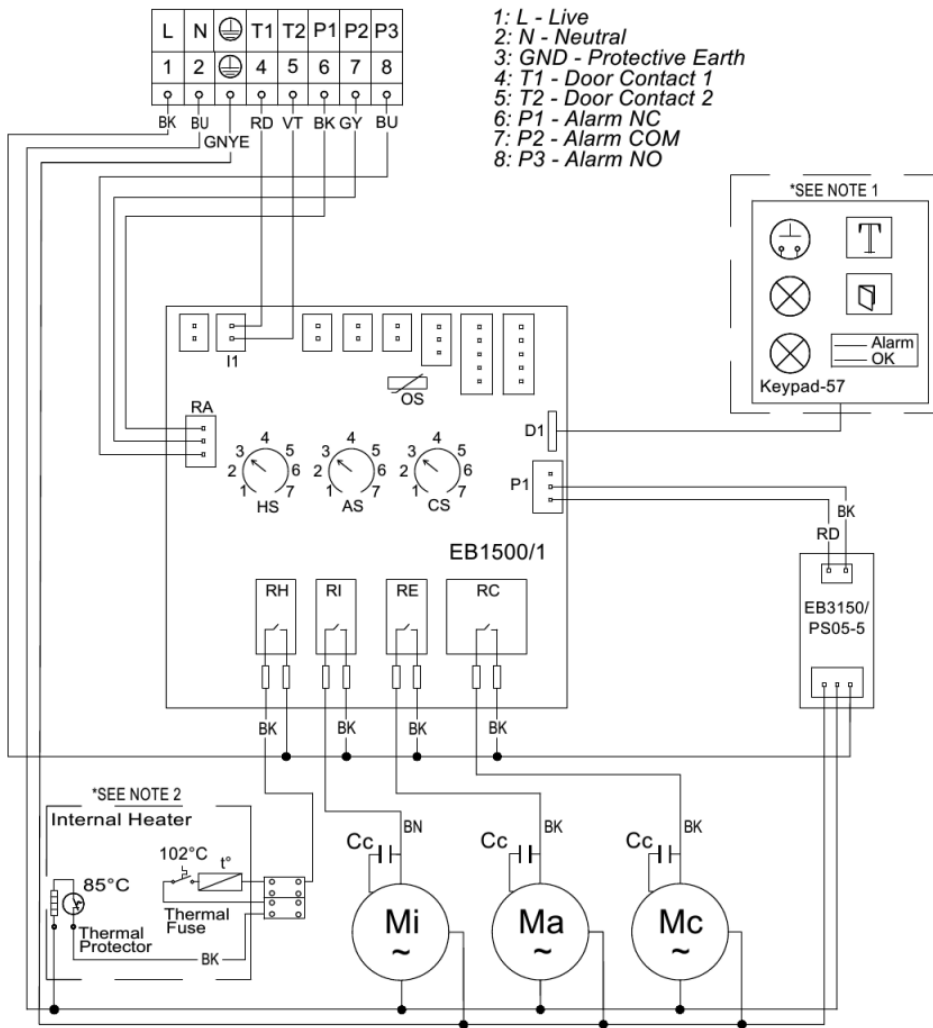 L N T1 T2 P1 P2 P3
1 2 4 5 6 7 8
BK BU GNYE RD VT BK GY BU
1: L - Live
2: N - Neutral
3: GND - Protective Earth
4: T1 - Door Contact 1
5: T2 - Door Contact 2
6: P1 - Alarm NC
7: P2 - Alarm COM
8: P3 - Alarm NO
*SEE NOTE 1
T
Alarm
OK
Keypad-57
I1
OS
RA
D1
P1
1 2 3 4 5 6 7
HS
1 2 3 4 5 6 7
AS
1 2 3 4 5 6 7
CS
BK
RD
EB1500/1
EB3150/
PS05-5
RH RI RE RC
BK BK BK BK
*SEE NOTE 2
Internal Heater
102°C
t°
85°C
Thermal
Fuse
Thermal
Protector
BK
BN BK BK
Cc Cc Cc
Mi Ma Mc
~ ~ ~